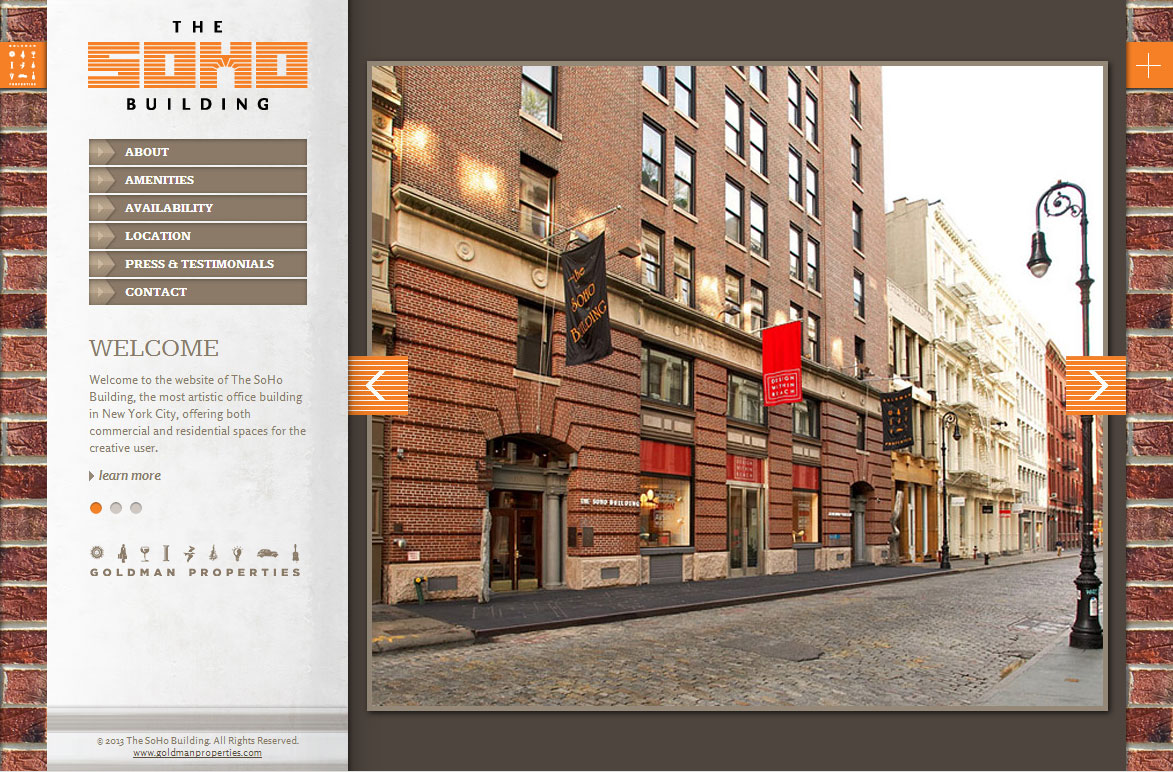 THE
SOHO
BUILDING
ABOUT
AMENITIES
AVAILABILITY
LOCATION
PRESS & TESTIMONIALS
CONTACT
WELCOME
Welcome to the website of The SoHo
Building, the most artistic office building
in New York City, offering both
commercial and residential spaces for the
creative user.
learn more
GOLDMAN PROPERTIES
© 2013 The SoHo Building. All Rights Reserved.
www.goldmanproperties.com
the
SOHO
BUILDING
DESIGN
WITHIN
REACH
THE SOHO BUILDING